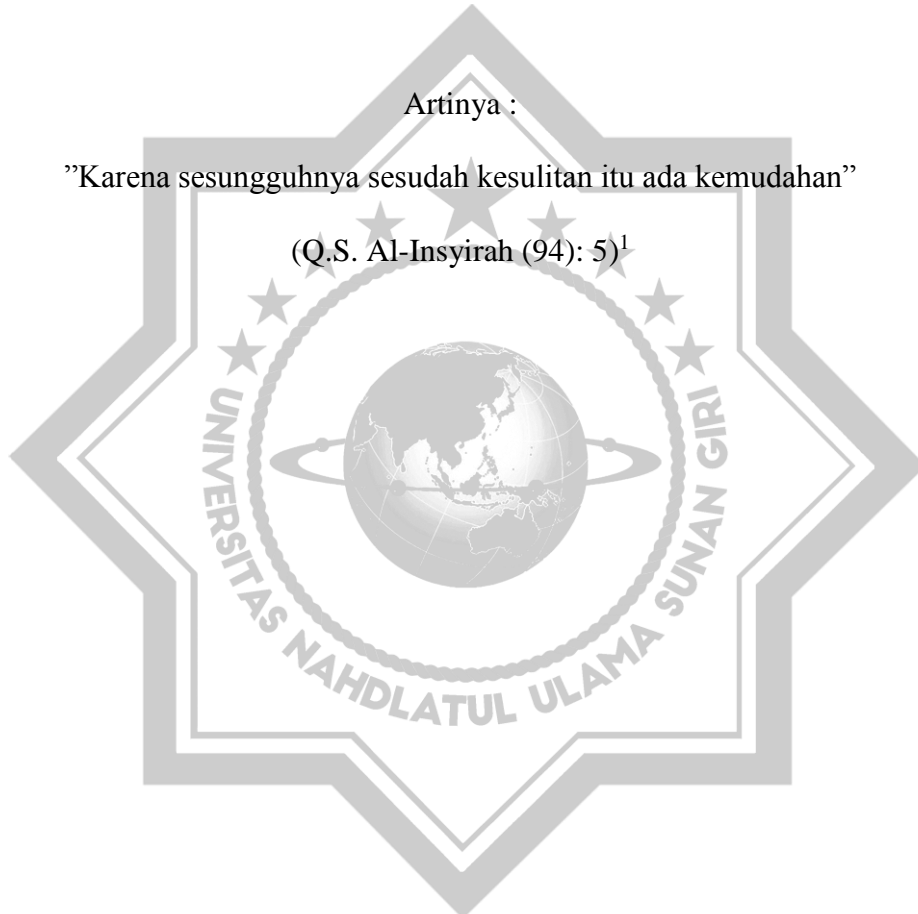 Artinya :
”Karena sesungguhnya sesudah kesulitan itu ada kemudahan”
(Q.S. Al-Insyirah (94): 5)1
UNIVERSITAS NAHDLATUL ULAMA SUNAN GIRI